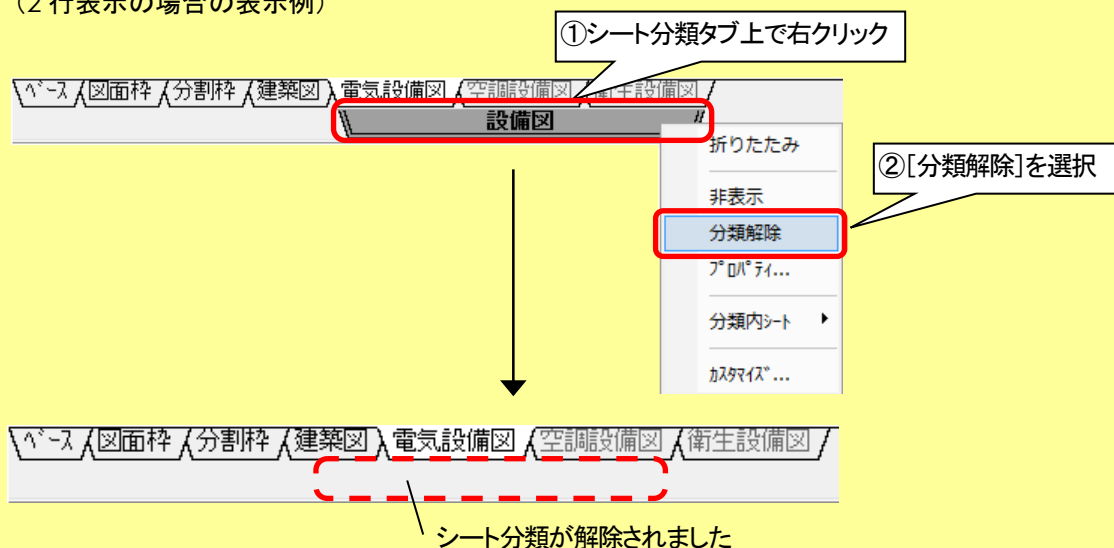 (2行表示の場合の表示例)
①シート分類タブ上で右クリック
ﾍﾞｰｽ 図面枠 分割枠 建築図 電気設備図 空調設備図 衛生設備図
設備図
折りたたみ
②[分類解除]を選択
非表示
分類解除
ﾌﾟﾛﾊﾟﾃｨ...
分類内ｼｰﾄ
ｶｽﾀﾏｲｽﾞ...
ﾍﾞｰｽ 図面枠 分割枠 建築図 電気設備図 空調設備図 衛生設備図
シート分類が解除されました